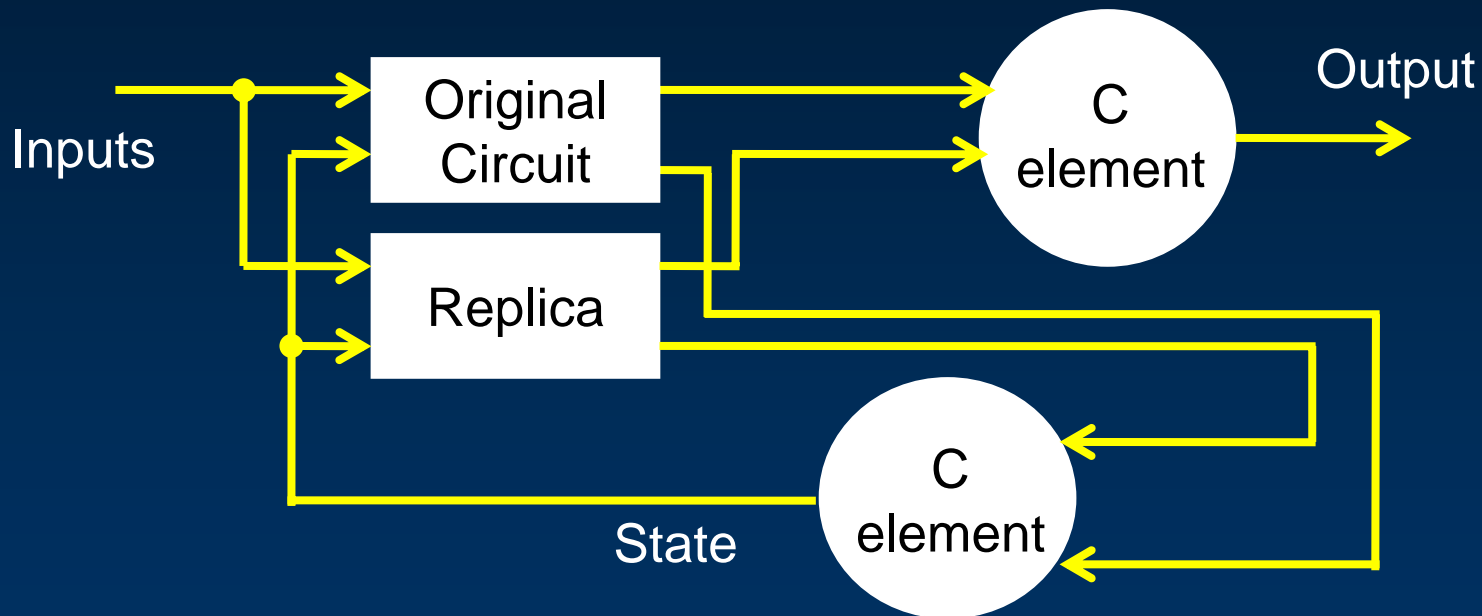 Inputs
Original
Circuit
Replica
C
element
Output
C
element
State